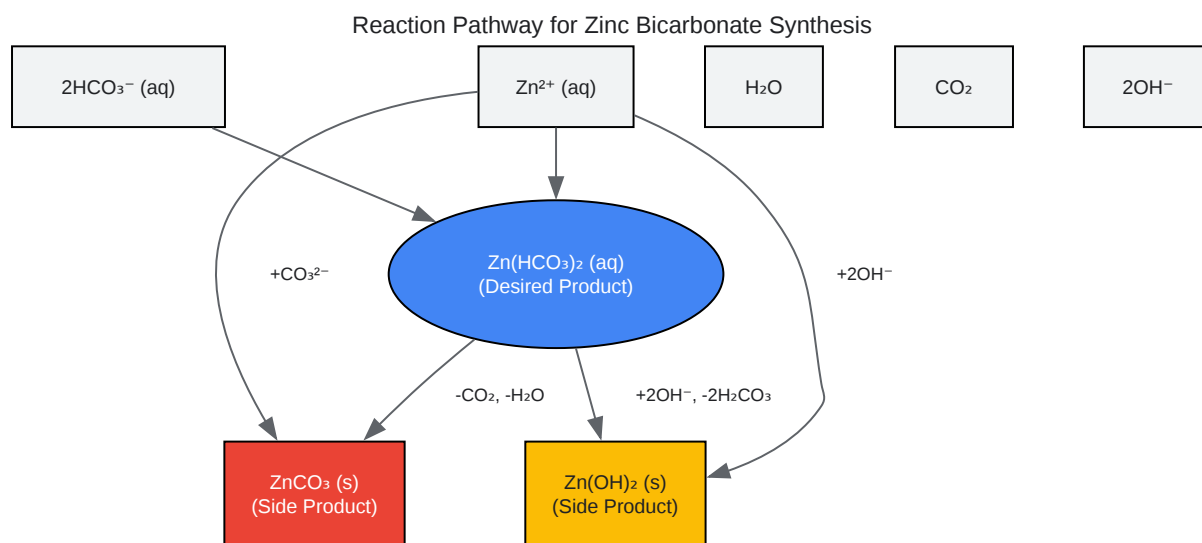 Reaction Pathway for Zinc Bicarbonate Synthesis
2HCO₃⁻ (aq)
Zn²⁺ (aq)
H₂O
CO₂
2OH⁻
Zn(HCO₃)₂ (aq)
(Desired Product)
+CO₃²⁻
+2OH⁻
-CO₂, -H₂O
+2OH⁻, -2H₂CO₃
ZnCO₃ (s)
(Side Product)
Zn(OH)₂ (s)
(Side Product)